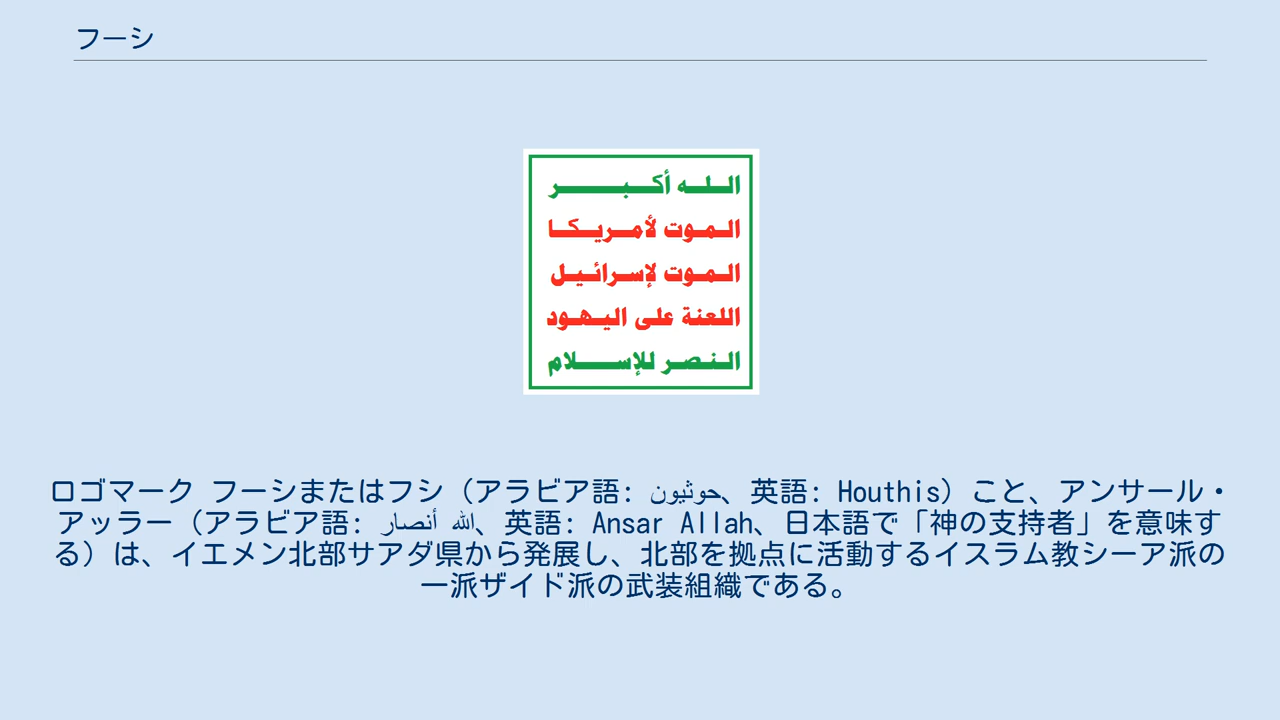 フーシ
الله أكبر
الموت لأمريكا
الموت لإسرائيل
اللعنة على اليهود
النصر للإسلام
ロゴマーク フーシまたはフシ（アラビア語: حوثيون、英語: Houthis）こと、アンサール・
アッラー（アラビア語: أنصار الله、英語: Ansar Allah、日本語で「神の支持者」を意味す
る）は、イエメン北部サアダ県から発展し、北部を拠点に活動するイスラム教シーア派の
一派ザイド派の武装組織である。